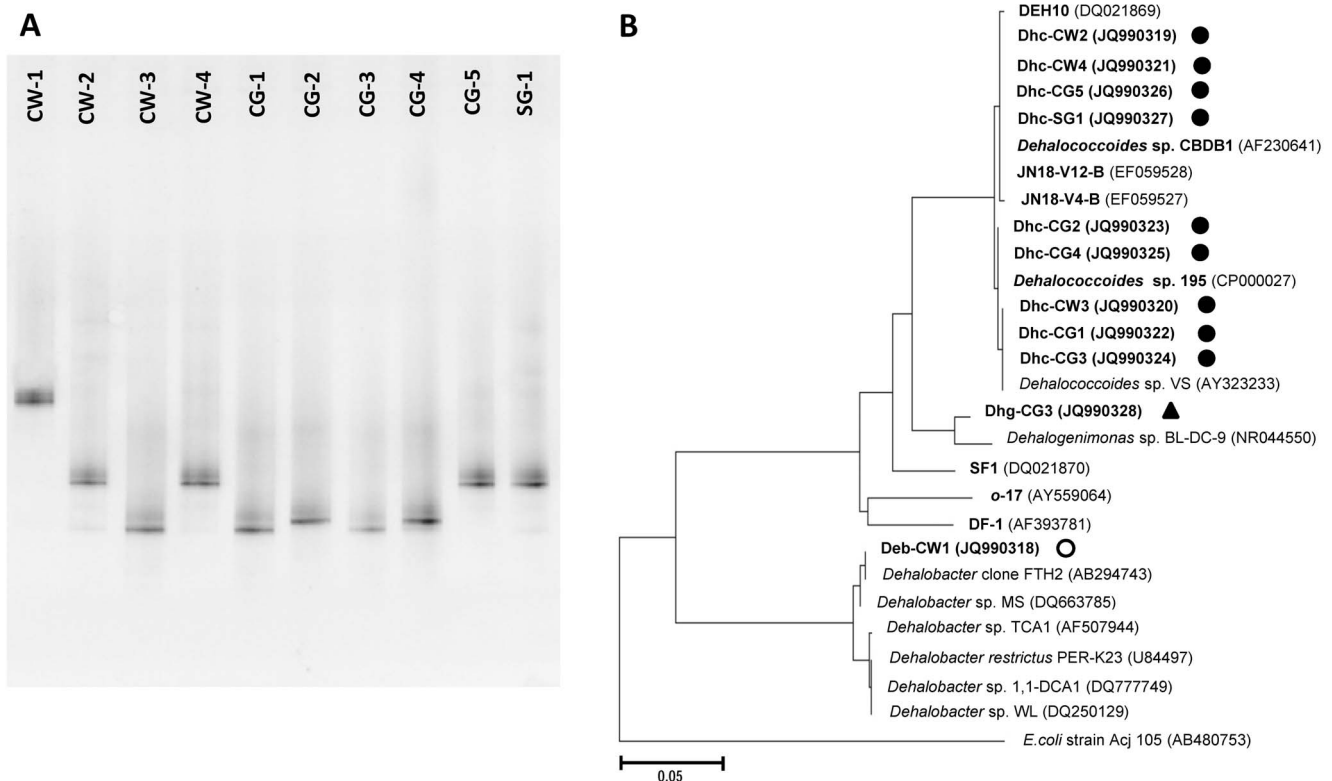 A
CW-1
CW-2
CW-3
CW-4
CG-1
CG-2
CG-3
CG-4
CG-5
SG-1
B
DEH10 (DQ021869)
Dhc-CW2 (JQ990319)
Dhc-CW4 (JQ990321)
Dhc-CG5 (JQ990326)
Dhc-SG1 (JQ990327)
Dehalococcoides sp. CBDB1 (AF230641)
JN18-V12-B (EF059528)
JN18-V4-B (EF059527)
Dhc-CG2 (JQ990323)
Dhc-CG4 (JQ990325)
Dehalococcoides sp. 195 (CP000027)
Dhc-CW3 (JQ990320)
Dhc-CG1 (JQ990322)
Dhc-CG3 (JQ990324)
Dehalococcoides sp. VS (AY323233)
Dhg-CG3 (JQ990328)
Dehalogenimonas sp. BL-DC-9 (NR044550)
SF1 (DQ021870)
o-17 (AY559064)
DF-1 (AF393781)
Deb-CW1 (JQ990318)
Dehalobacter clone FTH2 (AB294743)
Dehalobacter sp. MS (DQ663785)
Dehalobacter sp. TCA1 (AF507944)
Dehalobacter restrictus PER-K23 (U84497)
Dehalobacter sp. 1,1-DCA1 (DQ777749)
Dehalobacter sp. WL (DQ250129)
E.coli strain Acj 105 (AB480753)
0.05